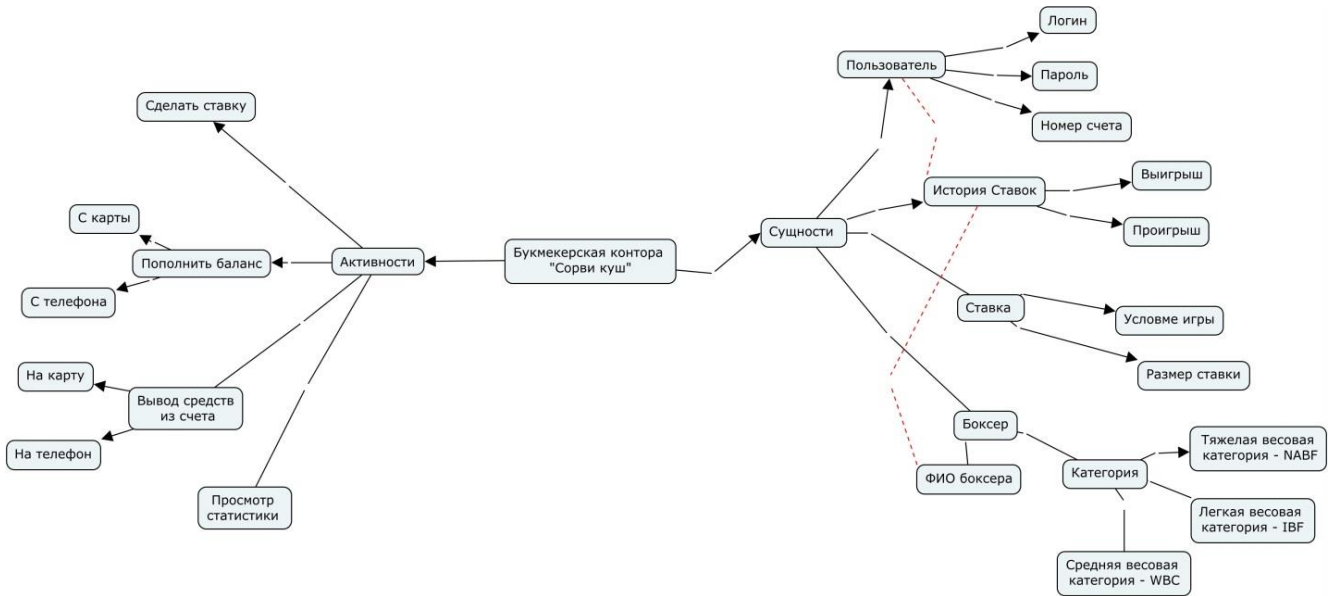 Логин
Пользователь
Пароль
Сделать ставку
Номер счета
Выигрыш
История Ставок
С карты
Проигрыш
Сущности
Букмекерская контора
"Сорви куш"
Активности
Пополнить баланс
С телефона
Ставка
Условме игры
На карту
Размер ставки
Вывод средств
из счета
Боксер
На телефон
Тяжелая весовая
категория - NABF
Категория
ФИО боксера
Просмотр
статистики
Легкая весовая
категория - IBF
Средняя весовая
категория - WBC